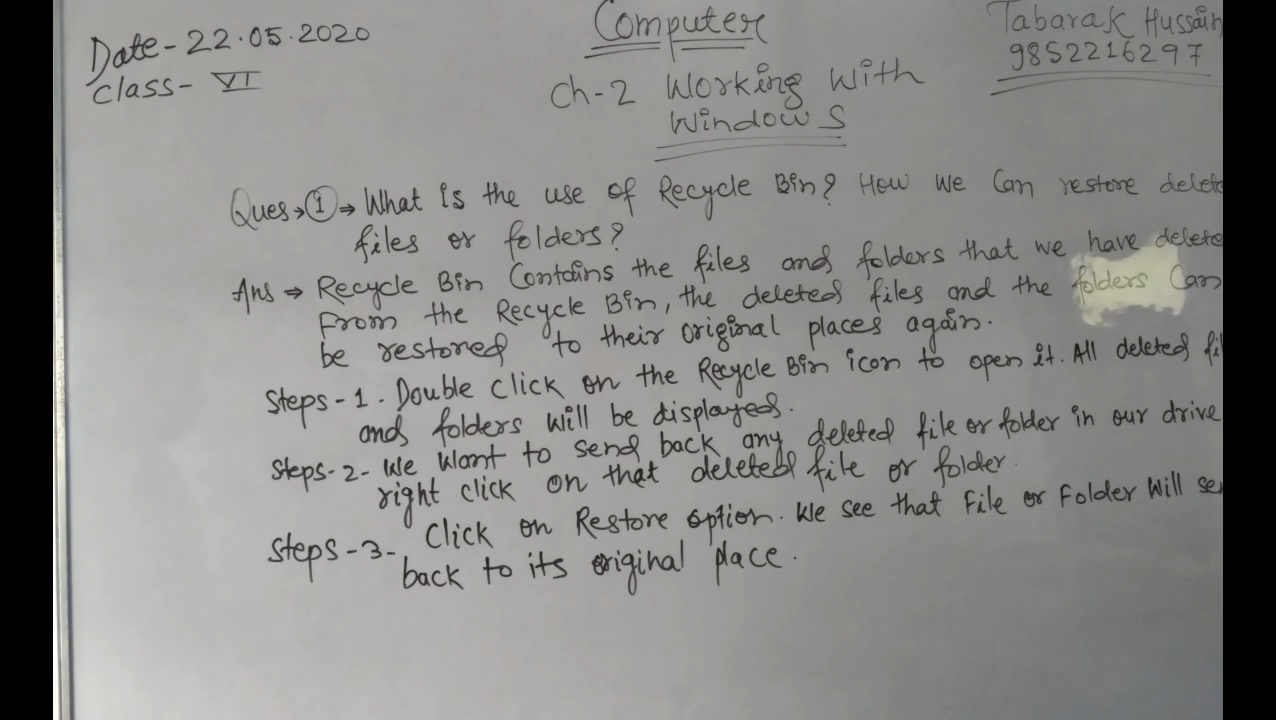 Date - 22.05.2020
Class - VI
Computer
Ch-2 Working With
Windows
Tabarak Hussain
9852216297
Ques → ① → What is the use of Recycle Bin? How we Can restore delete
files or folders?
Ans → Recycle Bin Contains the files and folders that we have delete
From the Recycle Bin, the deleted files and the folders Can
be restored to their original places again.
Steps - 1. Double Click on the Recycle Bin icon to open it. All deleted fi
and folders Will be displayed.
Steps - 2 - We Want to send back any deleted file or folder in our drive
right click on that deleted file or folder.
Steps - 3 - Click on Restore option. We see that File or Folder Will se
back to its original place.